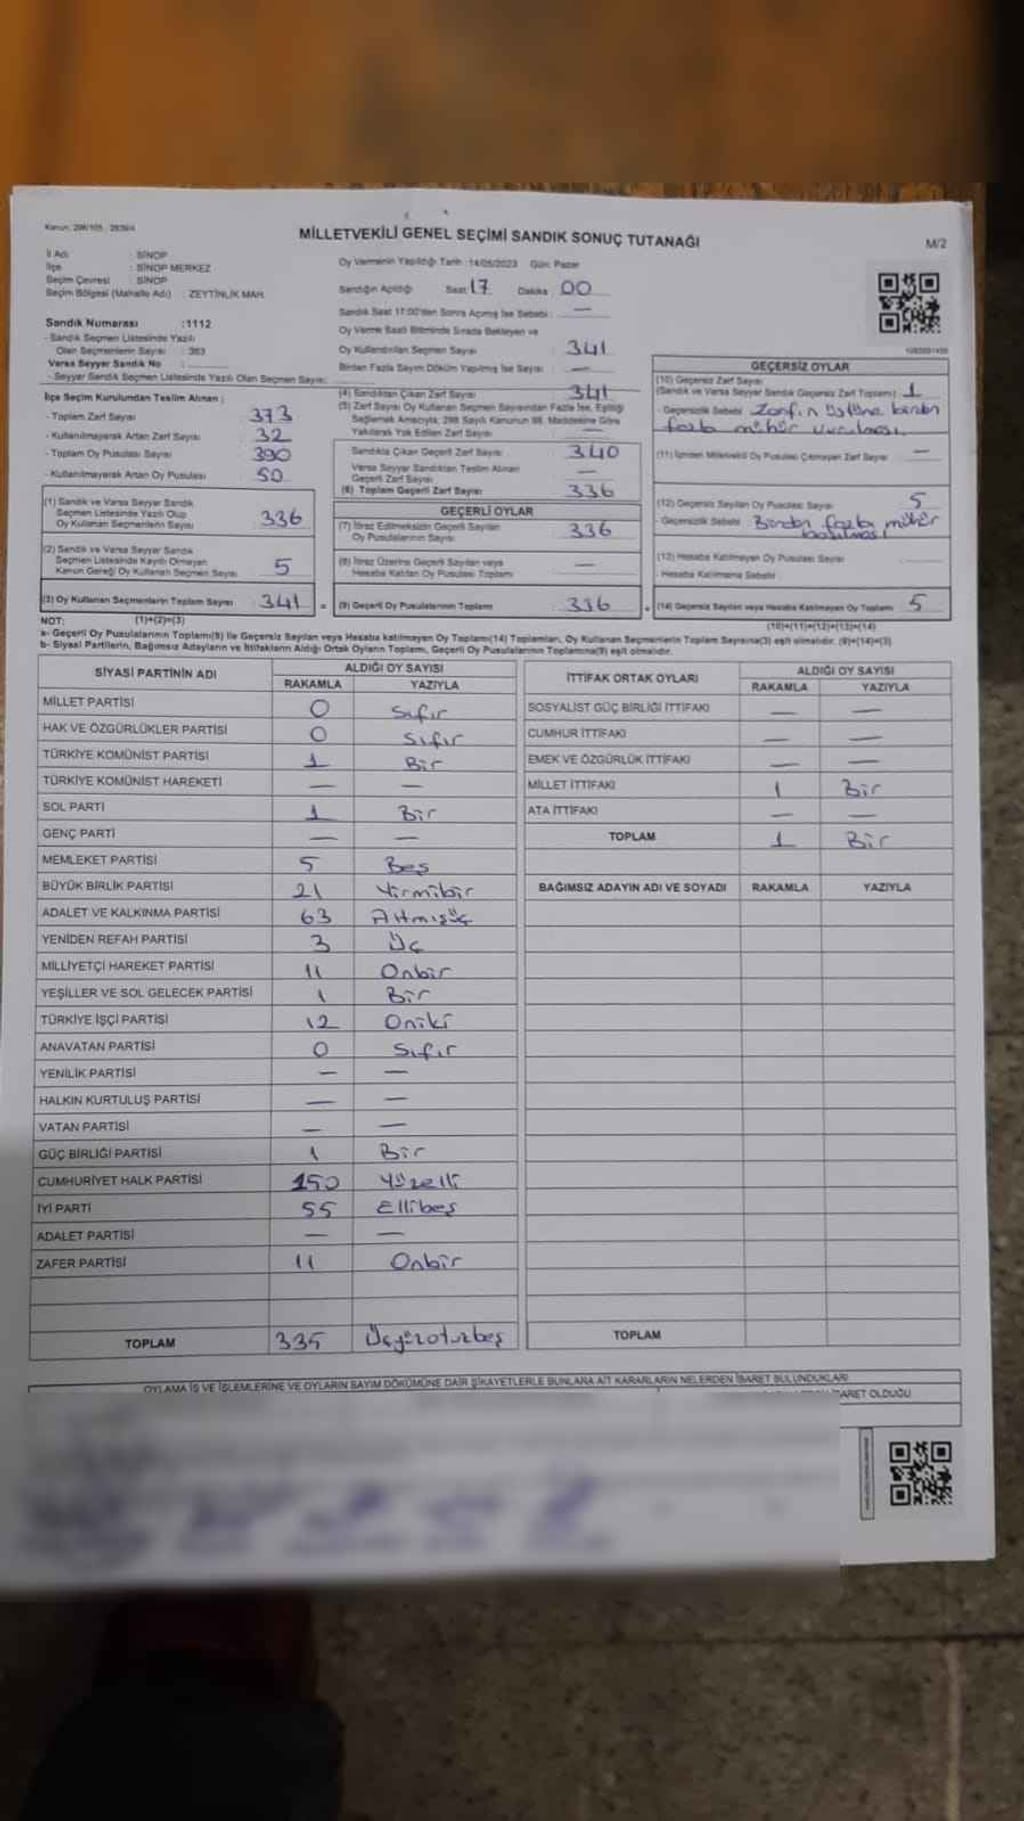 Kanun: 298/105 2839/4
MİLLETVEKİLİ GENEL SEÇİMİ SANDIK SONUÇ TUTANAĞI
M/2
İl Adı : SİNOP
İlçe : SİNOP MERKEZ
Seçim Çevresi : SİNOP
Seçim Bölgesi (Mahalle Adı) : ZEYTİNLİK MAH.
Oy Vermenin Yapıldığı Tarih :14/05/2023 Gün: Pazar
Sandığın Açıldığı Saat 17 Dakika 00
Sandık Saat 17:00'den Sonra Açılmış İse Sebebi : —
Sandık Numarası :1112
- Sandık Seçmen Listesinde Yazılı
Olan Seçmenlerin Sayısı : 363
Varsa Seyyar Sandık No :
- Seyyar Sandık Seçmen Listesinde Yazılı Olan Seçmen Sayısı:
Oy Verme Saati Bitiminde Sırada Bekleyen ve
Oy Kullandırılan Seçmen Sayısı : 341
Birden Fazla Sayım Döküm Yapılmış İse Sayısı : —
İlçe Seçim Kurulundan Teslim Alınan :
- Toplam Zarf Sayısı 373
- Kullanılmayarak Artan Zarf Sayısı 32
- Toplam Oy Pusulası Sayısı 390
- Kullanılmayarak Artan Oy Pusulası 50
(4) Sandıktan Çıkan Zarf Sayısı 341
(5) Zarf Sayısı Oy Kullanan Seçmen Sayısından Fazla İse, Eşitliği
Sağlamak Amacıyla, 298 Sayılı Kanunun 98. Maddesine Göre
Yakılarak Yok Edilen Zarf Sayısı —
Sandıkta Çıkan Geçerli Zarf Sayısı 340
Varsa Seyyar Sandıktan Teslim Alınan
Geçerli Zarf Sayısı —
(6) Toplam Geçerli Zarf Sayısı 336
GEÇERSİZ OYLAR
(10) Geçersiz Zarf Sayısı
(Sandık ve Varsa Seyyar Sandık Geçersiz Zarf Toplamı) 1
- Geçersizlik Sebebi Zarfın üstüne birden
fazla mühür vurulması.
(11) İçinden Milletvekili Oy Pusulası Çıkmayan Zarf Sayısı —
(12) Geçersiz Sayılan Oy Pusulası Sayısı 5
- Geçersizlik Sebebi Birden fazla mühür
basılması
(13) Hesaba Katılmayan Oy Pusulası Sayısı
- Hesaba Katılmama Sebebi
(14) Geçersiz Sayılan veya Hesaba Katılmayan Oy Toplamı 5
(10)+(11)+(12)+(13)=(14)
(1) Sandık ve Varsa Seyyar Sandık
Seçmen Listesinde Yazılı Olup
Oy Kullanan Seçmenlerin Sayısı 336
(2) Sandık ve Varsa Seyyar Sandık
Seçmen Listesinde Kayıtlı Olmayan
Kanun Gereği Oy Kullanan Seçmen Sayısı 5
(3) Oy Kullanan Seçmenlerin Toplam Sayısı 341 =
(1)+(2)=(3)
GEÇERLİ OYLAR
(7) İtiraz Edilmeksizin Geçerli Sayılan
Oy Pusulalarının Sayısı 336
(8) İtiraz Üzerine Geçerli Sayılan veya
Hesaba Katılan Oy Pusulası Toplamı —
(9) Geçerli Oy Pusulalarının Toplamı 336 +
NOT:
a- Geçerli Oy Pusulalarının Toplamı(9) ile Geçersiz Sayılan veya Hesaba katılmayan Oy Toplamı(14) Toplamları, Oy Kullanan Seçmenlerin Toplam Sayısına(3) eşit olmalıdır. (9)+(14)=(3)
b- Siyasi Partilerin, Bağımsız Adayların ve İttifakların Aldığı Ortak Oyların Toplamı, Geçerli Oy Pusulalarının Toplamına(9) eşit olmalıdır.
SİYASİ PARTİNİN ADI ALDIĞI OY SAYISI
RAKAMLA YAZIYLA
MİLLET PARTİSİ 0 Sıfır
HAK VE ÖZGÜRLÜKLER PARTİSİ 0 Sıfır
TÜRKİYE KOMÜNİST PARTİSİ 1 Bir
TÜRKİYE KOMÜNİST HAREKETİ — —
SOL PARTİ 1 Bir
GENÇ PARTİ — —
MEMLEKET PARTİSİ 5 Beş
BÜYÜK BİRLİK PARTİSİ 21 Yirmibir
ADALET VE KALKINMA PARTİSİ 63 Altmışüç
YENİDEN REFAH PARTİSİ 3 Üç
MİLLİYETÇİ HAREKET PARTİSİ 11 Onbir
YEŞİLLER VE SOL GELECEK PARTİSİ 1 Bir
TÜRKİYE İŞÇİ PARTİSİ 12 Oniki
ANAVATAN PARTİSİ 0 Sıfır
YENİLİK PARTİSİ — —
HALKIN KURTULUŞ PARTİSİ — —
VATAN PARTİSİ — —
GÜÇ BİRLİĞİ PARTİSİ 1 Bir
CUMHURİYET HALK PARTİSİ 150 Yüzelli
İYİ PARTİ 55 Ellibeş
ADALET PARTİSİ — —
ZAFER PARTİSİ 11 Onbir
TOPLAM 335 Üçyüzotuzbeş
İTTİFAK ORTAK OYLARI ALDIĞI OY SAYISI
RAKAMLA YAZIYLA
SOSYALİST GÜÇ BİRLİĞİ İTTİFAKI — —
CUMHUR İTTİFAKI — —
EMEK VE ÖZGÜRLÜK İTTİFAKI — —
MİLLET İTTİFAKI 1 Bir
ATA İTTİFAKI — —
TOPLAM 1 Bir
BAĞIMSIZ ADAYIN ADI VE SOYADI RAKAMLA YAZIYLA
TOPLAM
OYLAMA İŞ VE İŞLEMLERİNE VE OYLARIN SAYIM DÖKÜMÜNE DAİR ŞİKAYETLERLE BUNLARA AİT KARARLARIN NELERDEN İBARET BULUNDUKLARI
ARET OLDUĞU